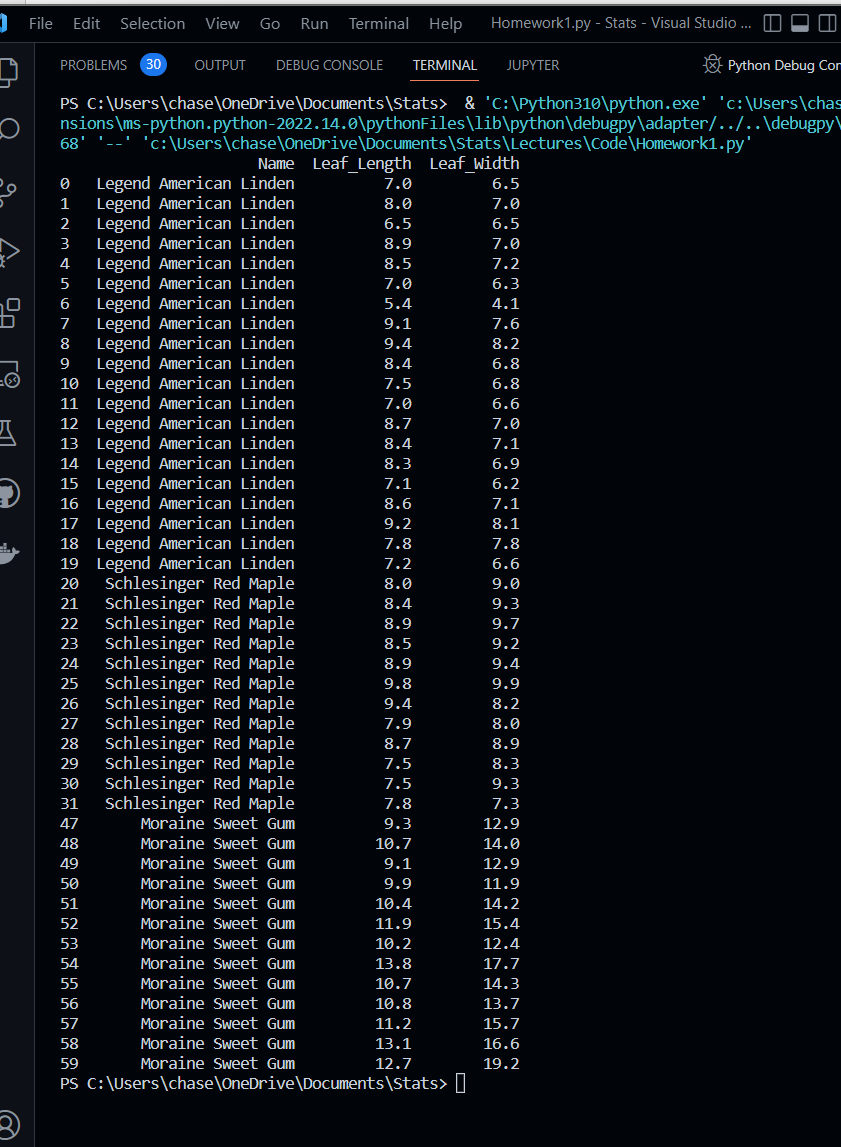 File Edit Selection View Go Run Terminal Help Homework1.py - Stats - Visual Studio ...
PROBLEMS 30 OUTPUT DEBUG CONSOLE TERMINAL JUPYTER Python Debug Con
PS C:\Users\chase\OneDrive\Documents\Stats> & 'C:\Python310\python.exe' 'c:\Users\chas
nsions\ms-python.python-2022.14.0\pythonFiles\lib\python\debugpy\adapter/../..\debugpy\
68' '--' 'c:\Users\chase\OneDrive\Documents\Stats\Lectures\Code\Homework1.py'
Name Leaf_Length Leaf_Width
0 Legend American Linden 7.0 6.5
1 Legend American Linden 8.0 7.0
2 Legend American Linden 6.5 6.5
3 Legend American Linden 8.9 7.0
4 Legend American Linden 8.5 7.2
5 Legend American Linden 7.0 6.3
6 Legend American Linden 5.4 4.1
7 Legend American Linden 9.1 7.6
8 Legend American Linden 9.4 8.2
9 Legend American Linden 8.4 6.8
10 Legend American Linden 7.5 6.8
11 Legend American Linden 7.0 6.6
12 Legend American Linden 8.7 7.0
13 Legend American Linden 8.4 7.1
14 Legend American Linden 8.3 6.9
15 Legend American Linden 7.1 6.2
16 Legend American Linden 8.6 7.1
17 Legend American Linden 9.2 8.1
18 Legend American Linden 7.8 7.8
19 Legend American Linden 7.2 6.6
20 Schlesinger Red Maple 8.0 9.0
21 Schlesinger Red Maple 8.4 9.3
22 Schlesinger Red Maple 8.9 9.7
23 Schlesinger Red Maple 8.5 9.2
24 Schlesinger Red Maple 8.9 9.4
25 Schlesinger Red Maple 9.8 9.9
26 Schlesinger Red Maple 9.4 8.2
27 Schlesinger Red Maple 7.9 8.0
28 Schlesinger Red Maple 8.7 8.9
29 Schlesinger Red Maple 7.5 8.3
30 Schlesinger Red Maple 7.5 9.3
31 Schlesinger Red Maple 7.8 7.3
47 Moraine Sweet Gum 9.3 12.9
48 Moraine Sweet Gum 10.7 14.0
49 Moraine Sweet Gum 9.1 12.9
50 Moraine Sweet Gum 9.9 11.9
51 Moraine Sweet Gum 10.4 14.2
52 Moraine Sweet Gum 11.9 15.4
53 Moraine Sweet Gum 10.2 12.4
54 Moraine Sweet Gum 13.8 17.7
55 Moraine Sweet Gum 10.7 14.3
56 Moraine Sweet Gum 10.8 13.7
57 Moraine Sweet Gum 11.2 15.7
58 Moraine Sweet Gum 13.1 16.6
59 Moraine Sweet Gum 12.7 19.2
PS C:\Users\chase\OneDrive\Documents\Stats>